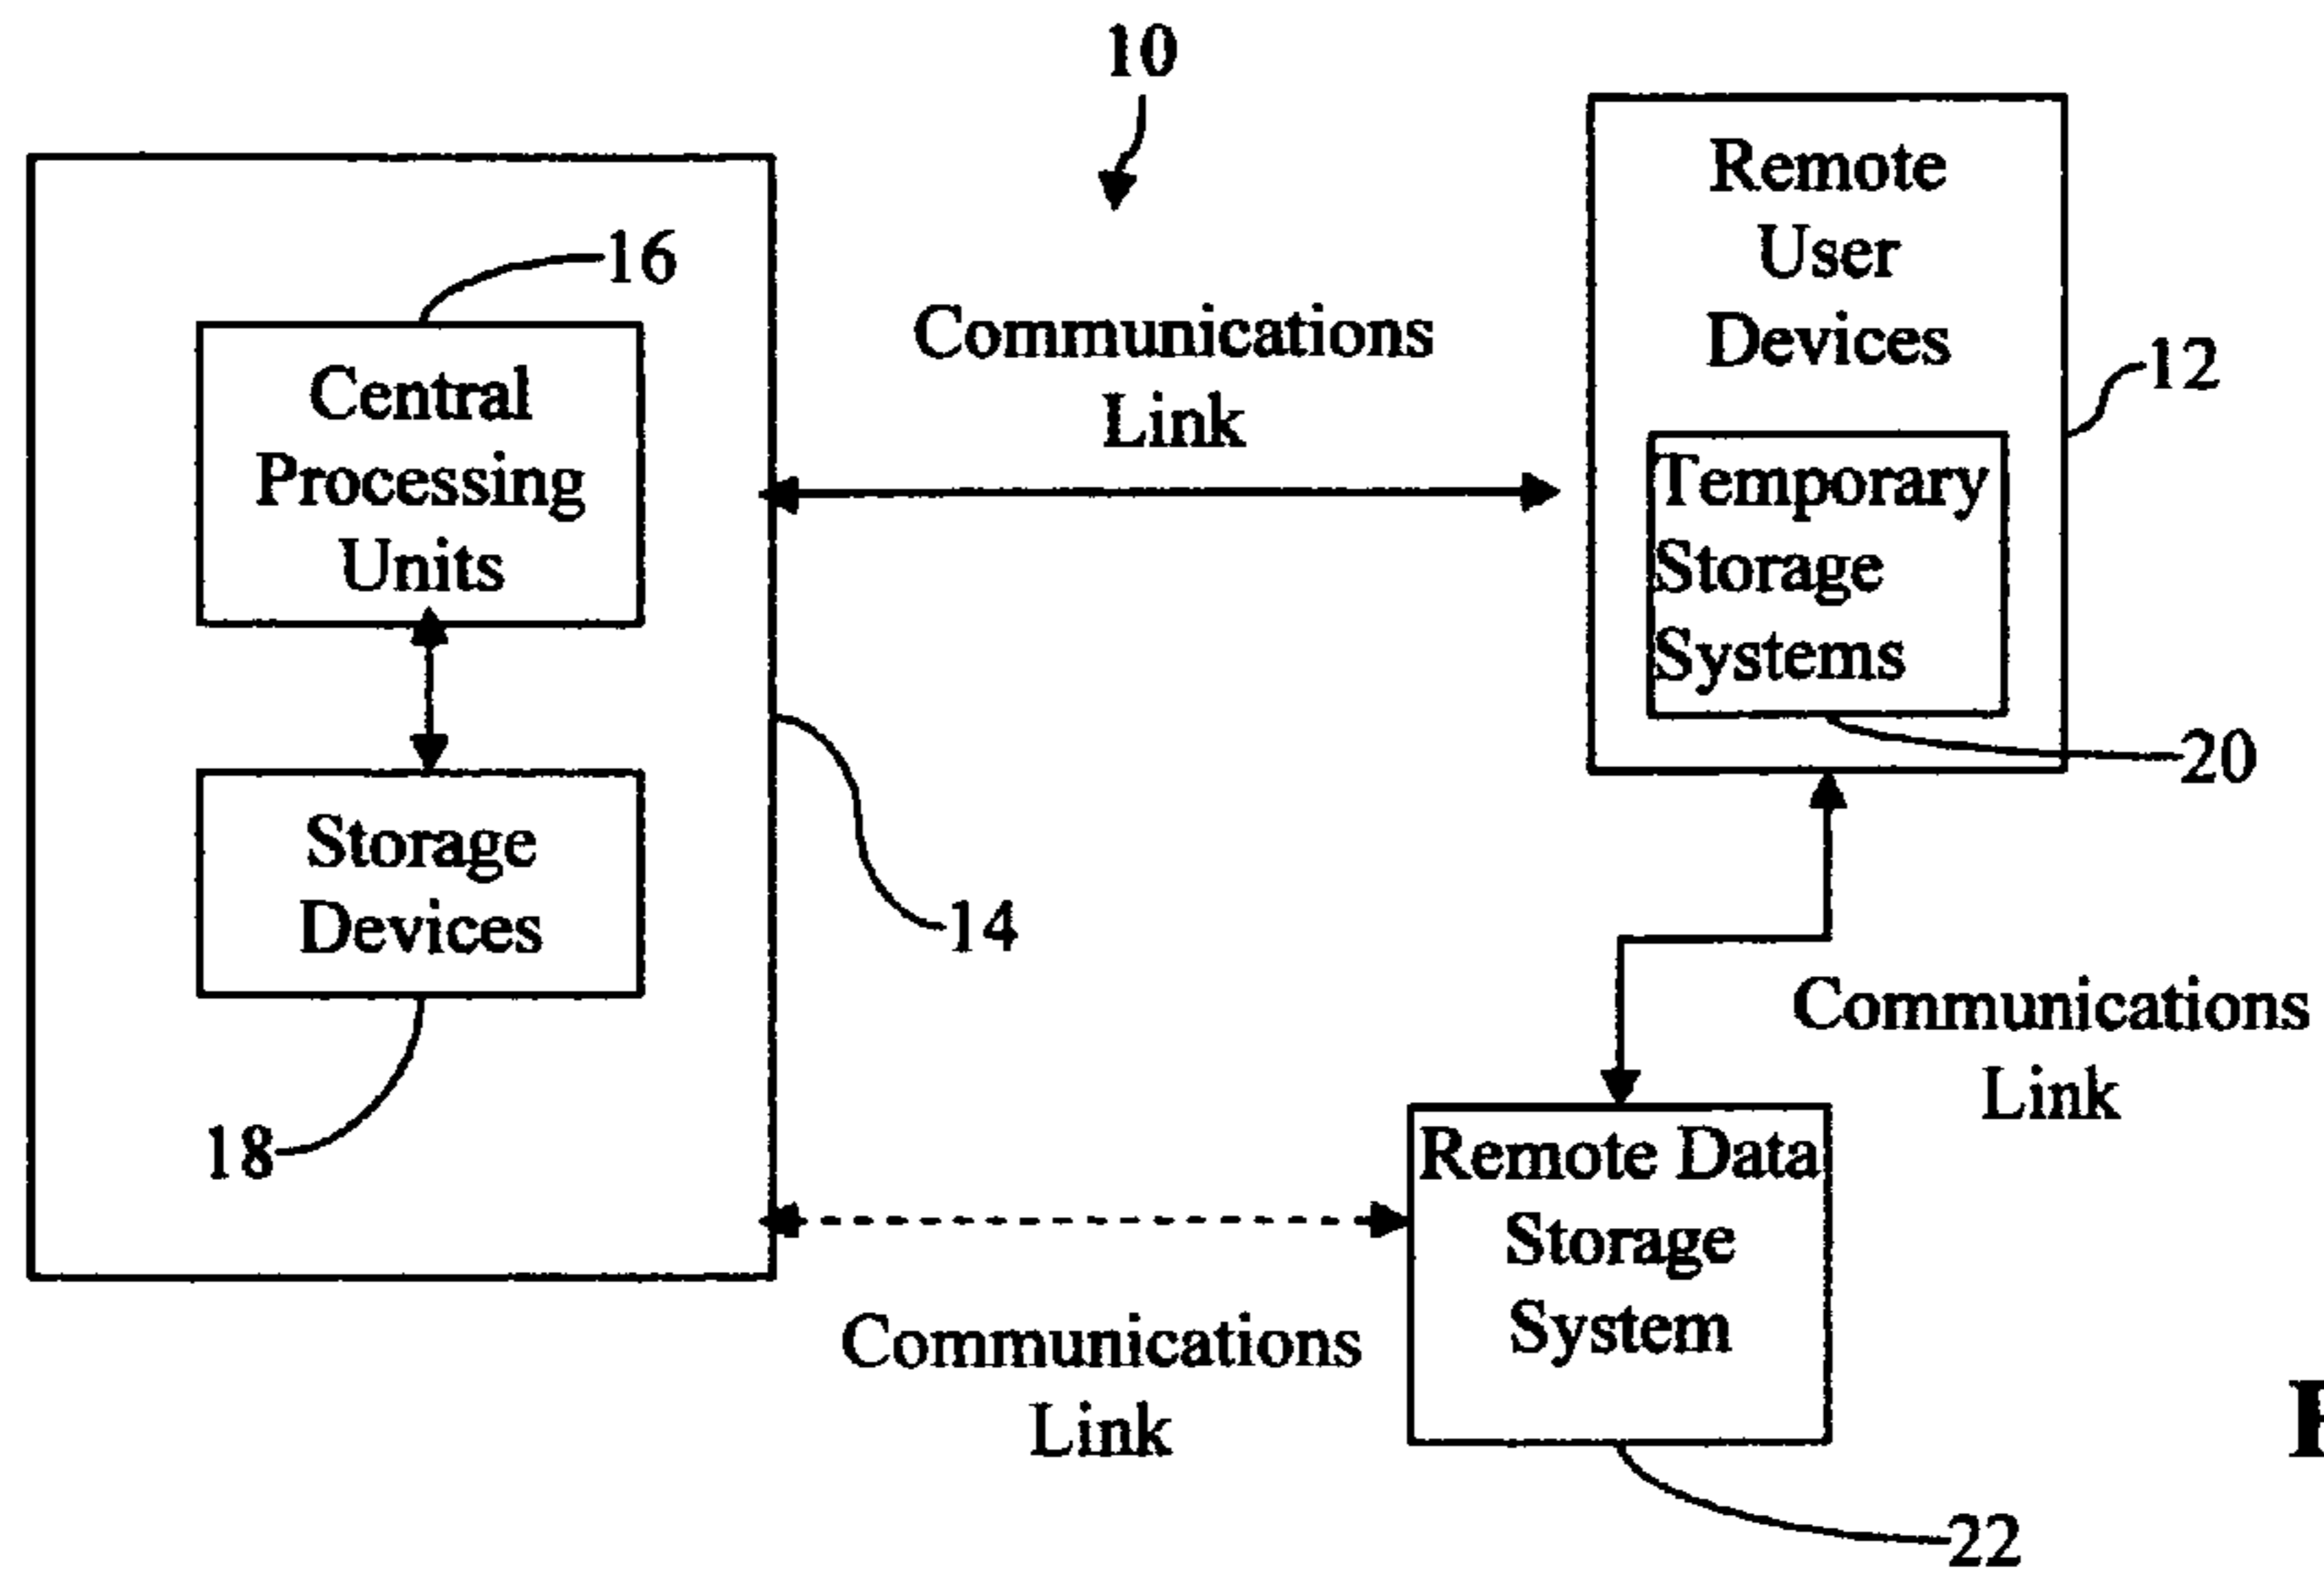 10
16
Central
Processing
Units
Storage
Devices
18
14
Communications
Link
Remote
User
Devices
12
Temporary
Storage
Systems
20
Communications
Link
Remote Data
Storage
System
22
Communications
Link